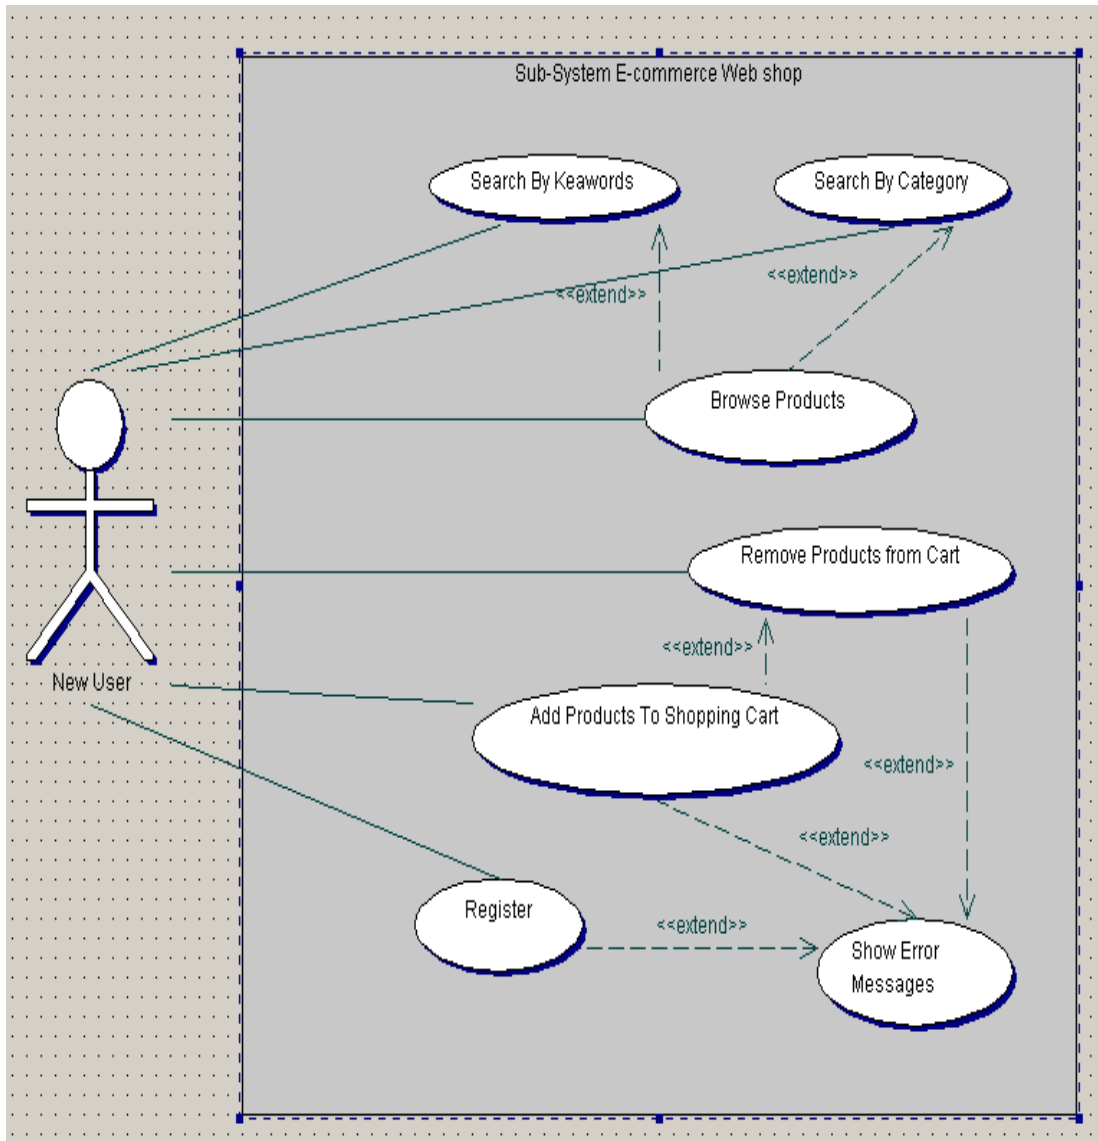 Sub-System E-commerce Web shop
Search By Keawords
Search By Category
<<extend>>
<<extend>>
Browse Products
Remove Products from Cart
<<extend>>
New User
Add Products To Shopping Cart
<<extend>>
<<extend>>
Register
<<extend>>
Show Error
Messages